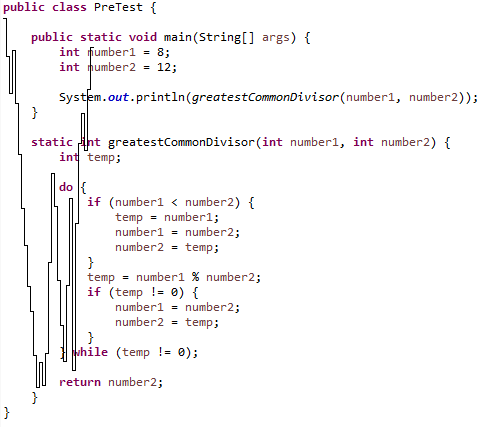 public class PreTest {
public static void main(String[] args) {
int number1 = 8;
int number2 = 12;
System.out.println(greatestCommonDivisor(number1, number2));
}
static int greatestCommonDivisor(int number1, int number2) {
int temp;
do {
if (number1 < number2) {
temp = number1;
number1 = number2;
number2 = temp;
}
temp = number1 % number2;
if (temp != 0) {
number1 = number2;
number2 = temp;
}
} while (temp != 0);
return number2;
}
}